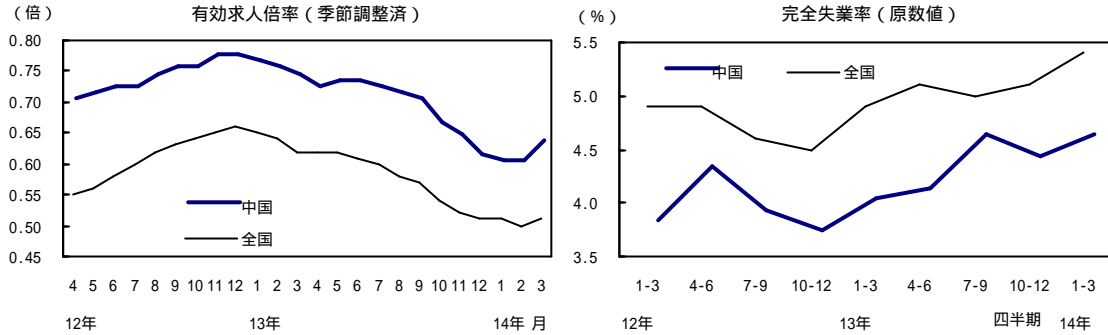 （倍） 有効求人倍率（季節調整済）
0.80
0.75
0.70
0.65
0.60
0.55
0.50
0.45
中国
全国
4 5 6 7 8 9 10 11 12 1 2 3 4 5 6 7 8 9 10 11 12 1 2 3
12年 13年 14年 月
（％） 完全失業率（原数値）
5.5
5.0
4.5
4.0
3.5
中国 全国
1-3 4-6 7-9 10-12 1-3 4-6 7-9 10-12 1-3
12年 13年 四半期 14年